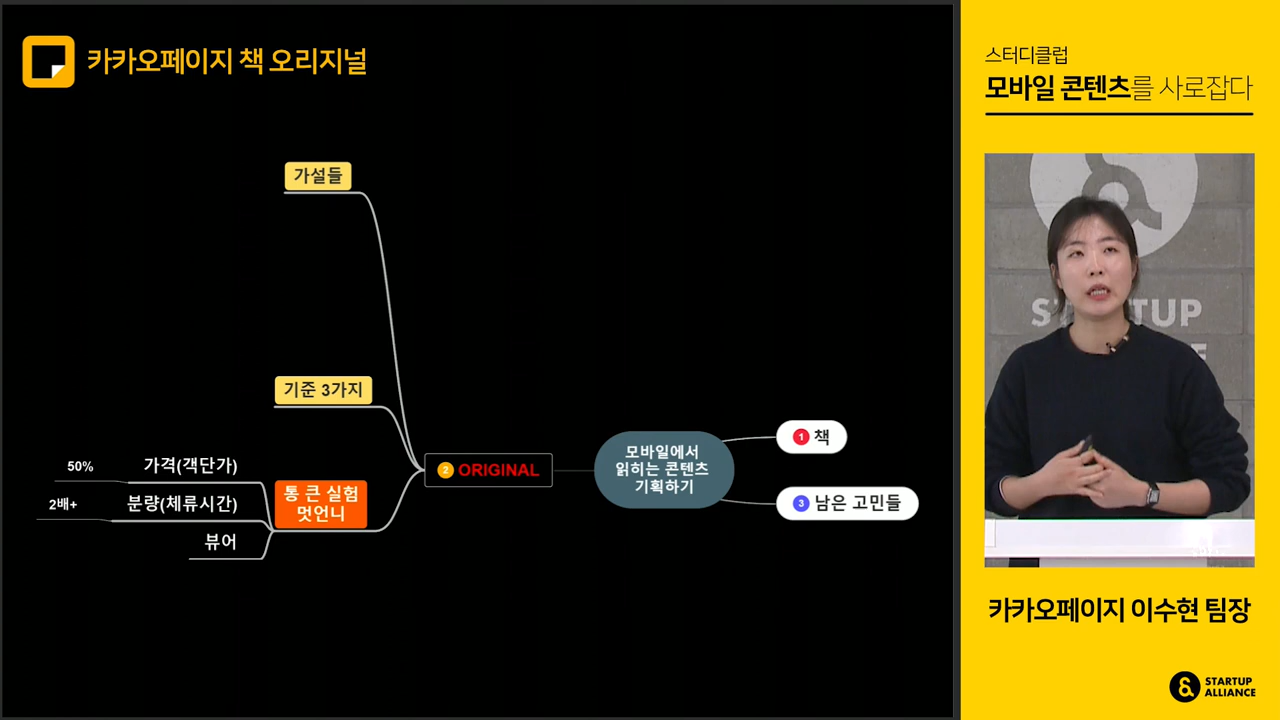 카카오페이지 책 오리지널
가설들
기준 3가지
50%
가격(객단가)
2배+
분량(체류시간)
뷰어
통 큰 실험
멋언니
2 ORIGINAL
모바일에서
읽히는 콘텐츠
기획하기
1 책
3 남은 고민들
스터디클럽
모바일 콘텐츠를 사로잡다
카카오페이지 이수현 팀장
STARTUP
ALLIANCE